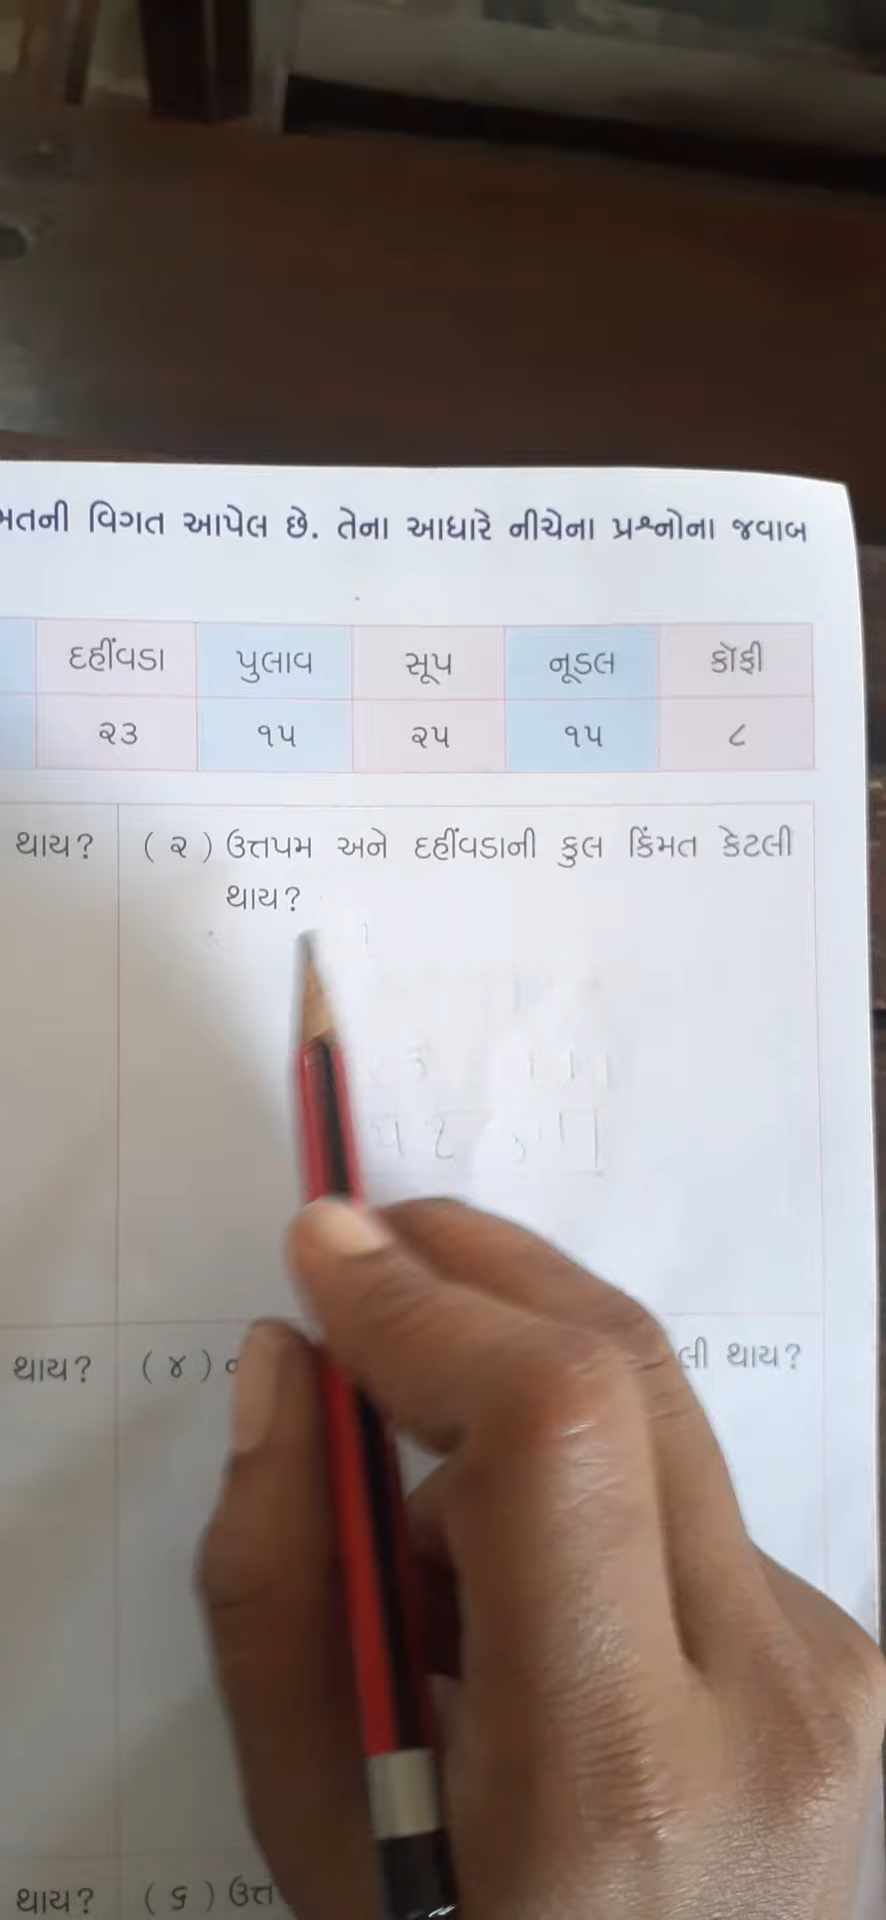 મતની વિગત આપેલ છે. તેના આધારે નીચેના પ્રશ્નોના જવાબ
દહીંવડા પુલાવ સૂપ નૂડલ કૉફી
૨૩ ૧૫ ૨૫ ૧૫ ૮
થાય? (૨) ઉત્તપમ અને દહીંવડાની કુલ કિંમત કેટલી
થાય?
થાય? (૪) લી થાય?
થાય? (૬) ઉત્ત